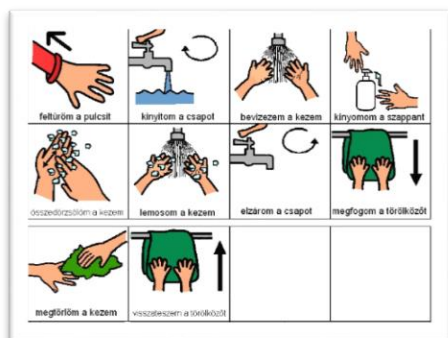 feltűröm a pulcsit
kinyitom a csapot
bevizezem a kezem
kinyomom a szappant
összedörzsölöm a kezem
lemosom a kezem
elzárom a csapot
megfogom a törölközőt
megtörlöm a kezem
visszateszem a törölközőt